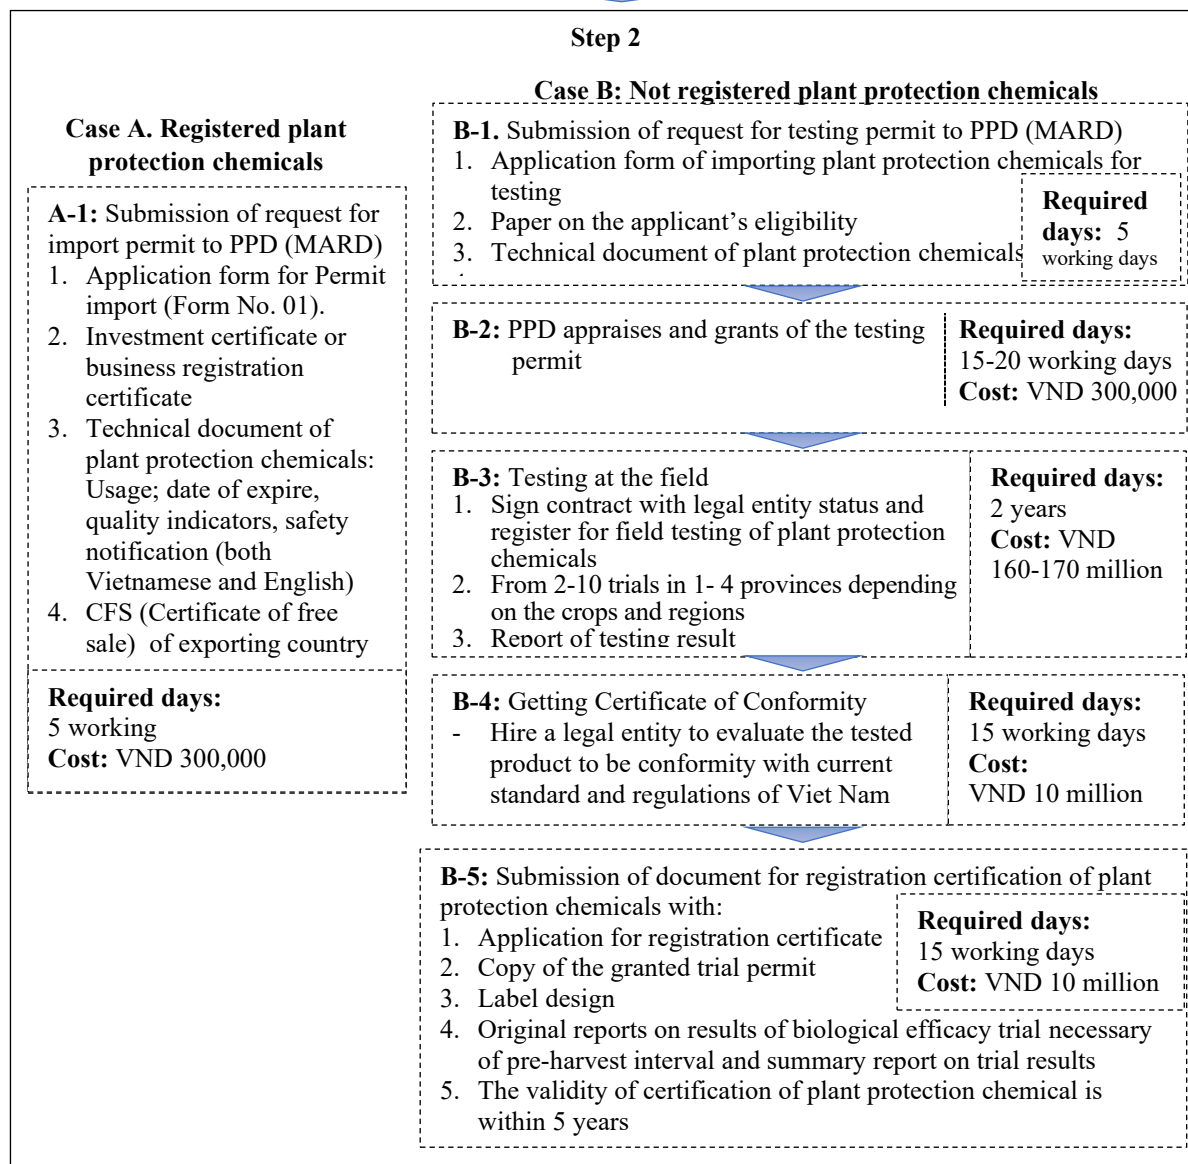 Step 2
Case A. Registered plant
protection chemicals
A-1: Submission of request for
import permit to PPD (MARD)
1. Application form for Permit
import (Form No. 01).
2. Investment certificate or
business registration
certificate
3. Technical document of
plant protection chemicals:
Usage; date of expire,
quality indicators, safety
notification (both
Vietnamese and English)
4. CFS (Certificate of free
sale) of exporting country
Required days:
5 working
Cost: VND 300,000
Case B: Not registered plant protection chemicals
B-1. Submission of request for testing permit to PPD (MARD)
1. Application form of importing plant protection chemicals for
testing
2. Paper on the applicant’s eligibility
3. Technical document of plant protection chemicals
Required
days: 5
working days
B-2: PPD appraises and grants of the testing
permit
Required days:
15-20 working days
Cost: VND 300,000
B-3: Testing at the field
1. Sign contract with legal entity status and
register for field testing of plant protection
chemicals
2. From 2-10 trials in 1- 4 provinces depending
on the crops and regions
3. Report of testing result
Required days:
2 years
Cost: VND
160-170 million
B-4: Getting Certificate of Conformity
- Hire a legal entity to evaluate the tested
product to be conformity with current
standard and regulations of Viet Nam
Required days:
15 working days
Cost:
VND 10 million
B-5: Submission of document for registration certification of plant
protection chemicals with:
1. Application for registration certificate
2. Copy of the granted trial permit
3. Label design
4. Original reports on results of biological efficacy trial necessary
of pre-harvest interval and summary report on trial results
5. The validity of certification of plant protection chemical is
within 5 years
Required days:
15 working days
Cost: VND 10 million